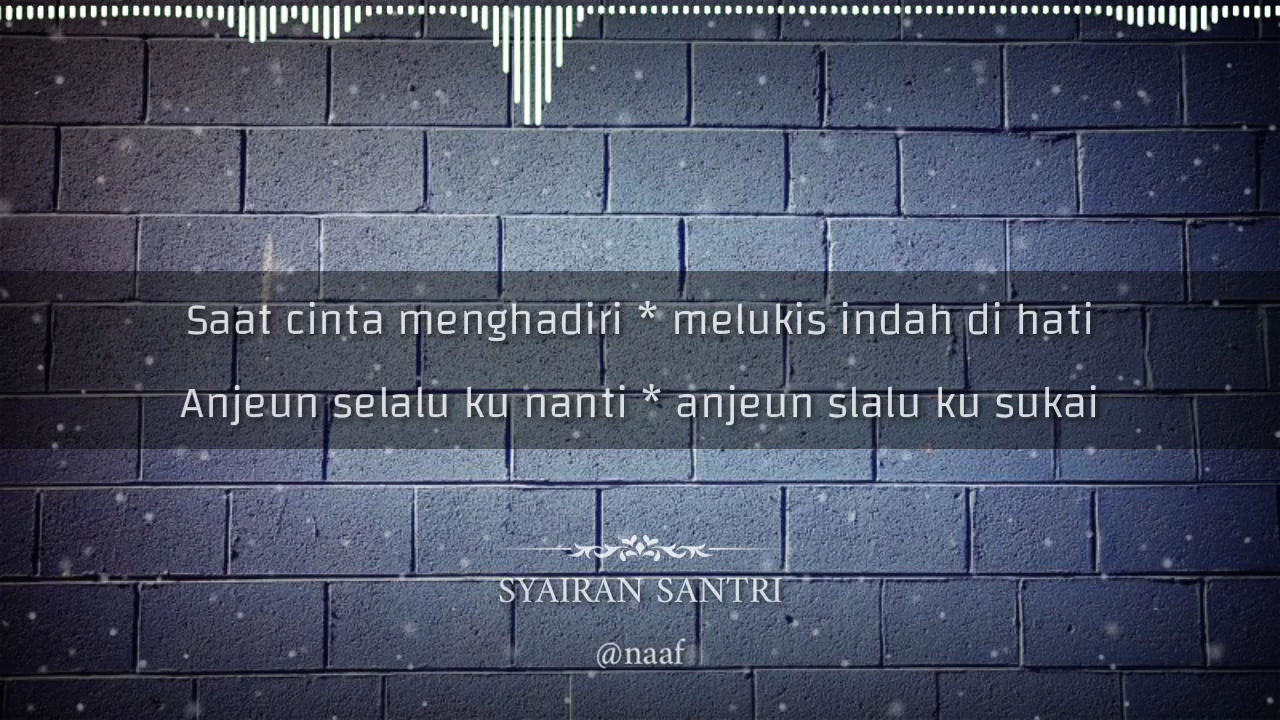 Saat cinta menghadiri * melukis indah di hati
Anjeun selalu ku nanti * anjeun slalu ku sukai
SYAIRAN SANTRI
@naaf